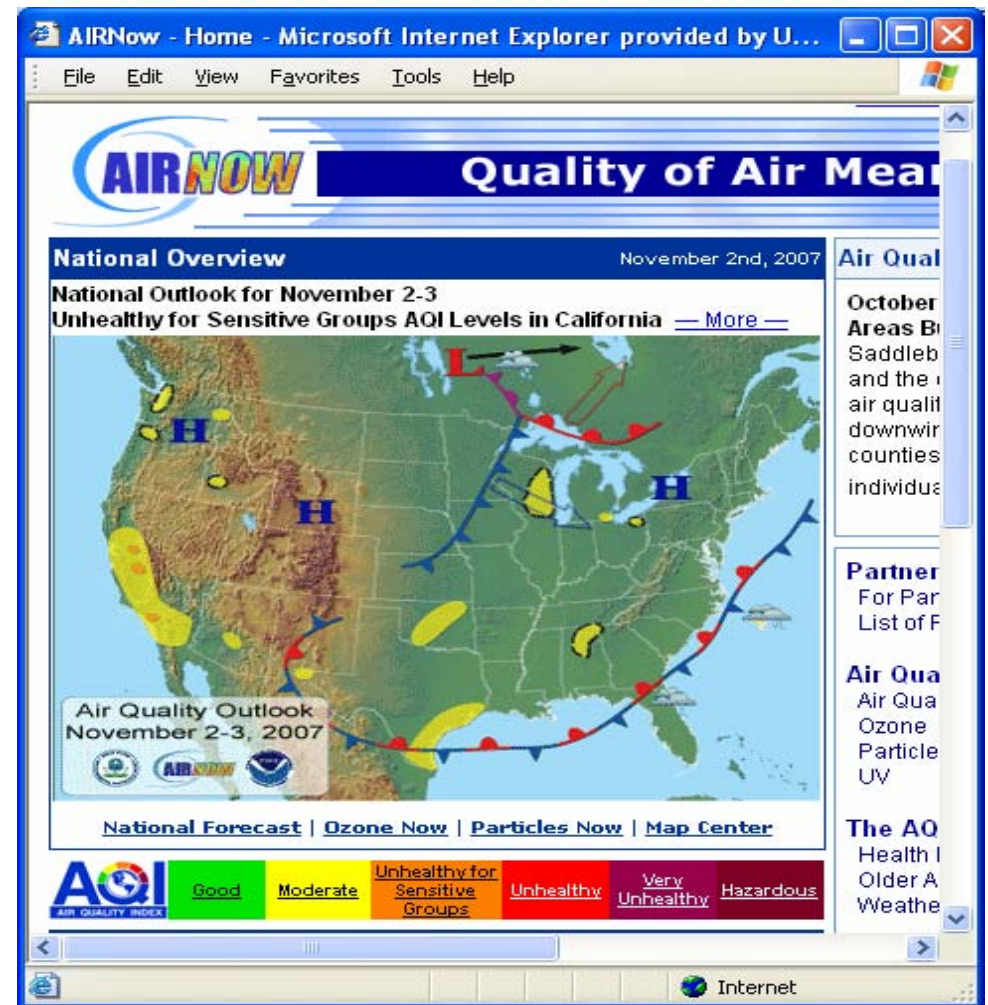 AIRNow - Home - Microsoft Internet Explorer provided by U...
File Edit View Favorites Tools Help
AIRNOW
Quality of Air Mear
National Overview November 2nd, 2007
National Outlook for November 2-3
Unhealthy for Sensitive Groups AQI Levels in California — More —
L
H
H
H
Air Quality Outlook
November 2-3, 2007
AIRNOW
National Forecast | Ozone Now | Particles Now | Map Center
AQI
AIR QUALITY INDEX
Good
Moderate
Unhealthy for
Sensitive
Groups
Unhealthy
Very
Unhealthy
Hazardous
Air Qual
October
Areas Bu
Saddleb
and the
air qualit
downwir
counties
individua
Partner
For Par
List of F
Air Qua
Air Qua
Ozone
Particle
UV
The AQ
Health I
Older A
Weathe
Internet